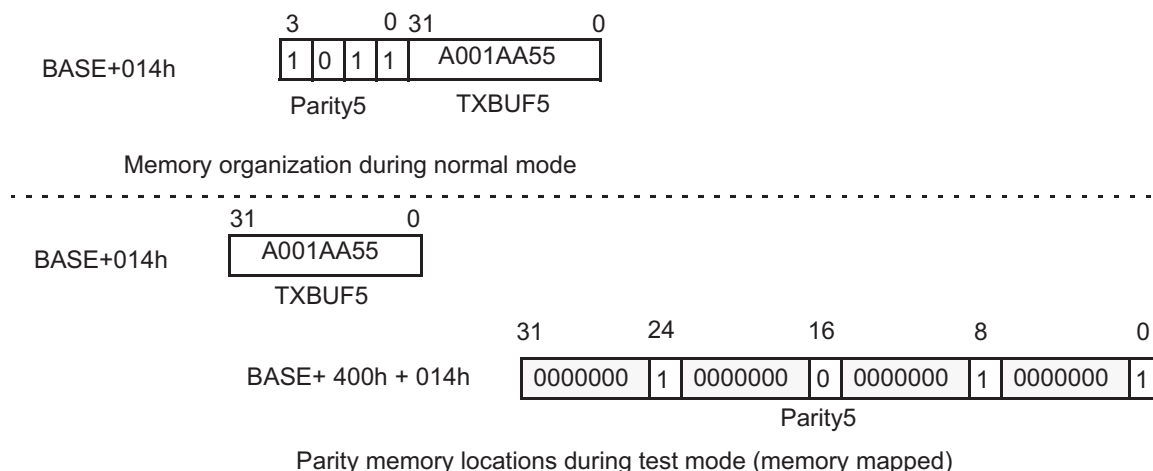 3 0 31 0
BASE+014h 1 0 1 1 A001AA55
Parity5 TXBUF5
Memory organization during normal mode
31 0
BASE+014h A001AA55
TXBUF5
31 24 16 8 0
BASE+ 400h + 014h 0000000 1 0000000 0 0000000 1 0000000 1
Parity5
Parity memory locations during test mode (memory mapped)